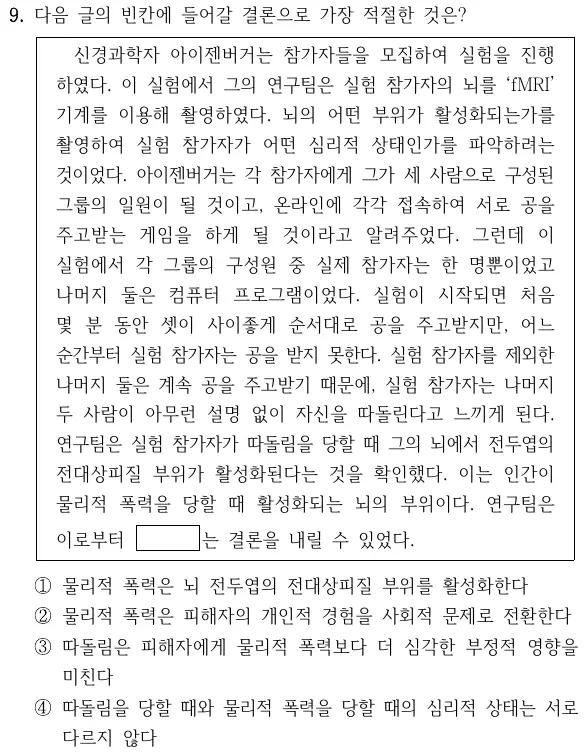 9. 다음 글의 빈칸에 들어갈 결론으로 가장 적절한 것은?
신경과학자 아이젠버거는 참가자들을 모집하여 실험을 진행
하였다. 이 실험에서 그의 연구팀은 실험 참가자의 뇌를 ‘fMRI’
기계를 이용해 촬영하였다. 뇌의 어떤 부위가 활성화되는가를
촬영하여 실험 참가자가 어떤 심리적 상태인가를 파악하려는
것이었다. 아이젠버거는 각 참가자에게 그가 세 사람으로 구성된
그룹의 일원이 될 것이고, 온라인에 각각 접속하여 서로 공을
주고받는 게임을 하게 될 것이라고 알려주었다. 그런데 이
실험에서 각 그룹의 구성원 중 실제 참가자는 한 명뿐이었고
나머지 둘은 컴퓨터 프로그램이었다. 실험이 시작되면 처음
몇 분 동안 셋이 사이좋게 순서대로 공을 주고받지만, 어느
순간부터 실험 참가자는 공을 받지 못한다. 실험 참가자를 제외한
나머지 둘은 계속 공을 주고받기 때문에, 실험 참가자는 나머지
두 사람이 아무런 설명 없이 자신을 따돌린다고 느끼게 된다.
연구팀은 실험 참가자가 따돌림을 당할 때 그의 뇌에서 전두엽의
전대상피질 부위가 활성화된다는 것을 확인했다. 이는 인간이
물리적 폭력을 당할 때 활성화되는 뇌의 부위이다. 연구팀은
이로부터 는 결론을 내릴 수 있었다.
① 물리적 폭력은 뇌 전두엽의 전대상피질 부위를 활성화한다
② 물리적 폭력은 피해자의 개인적 경험을 사회적 문제로 전환한다
③ 따돌림은 피해자에게 물리적 폭력보다 더 심각한 부정적 영향을
미친다
④ 따돌림을 당할 때와 물리적 폭력을 당할 때의 심리적 상태는 서로
다르지 않다